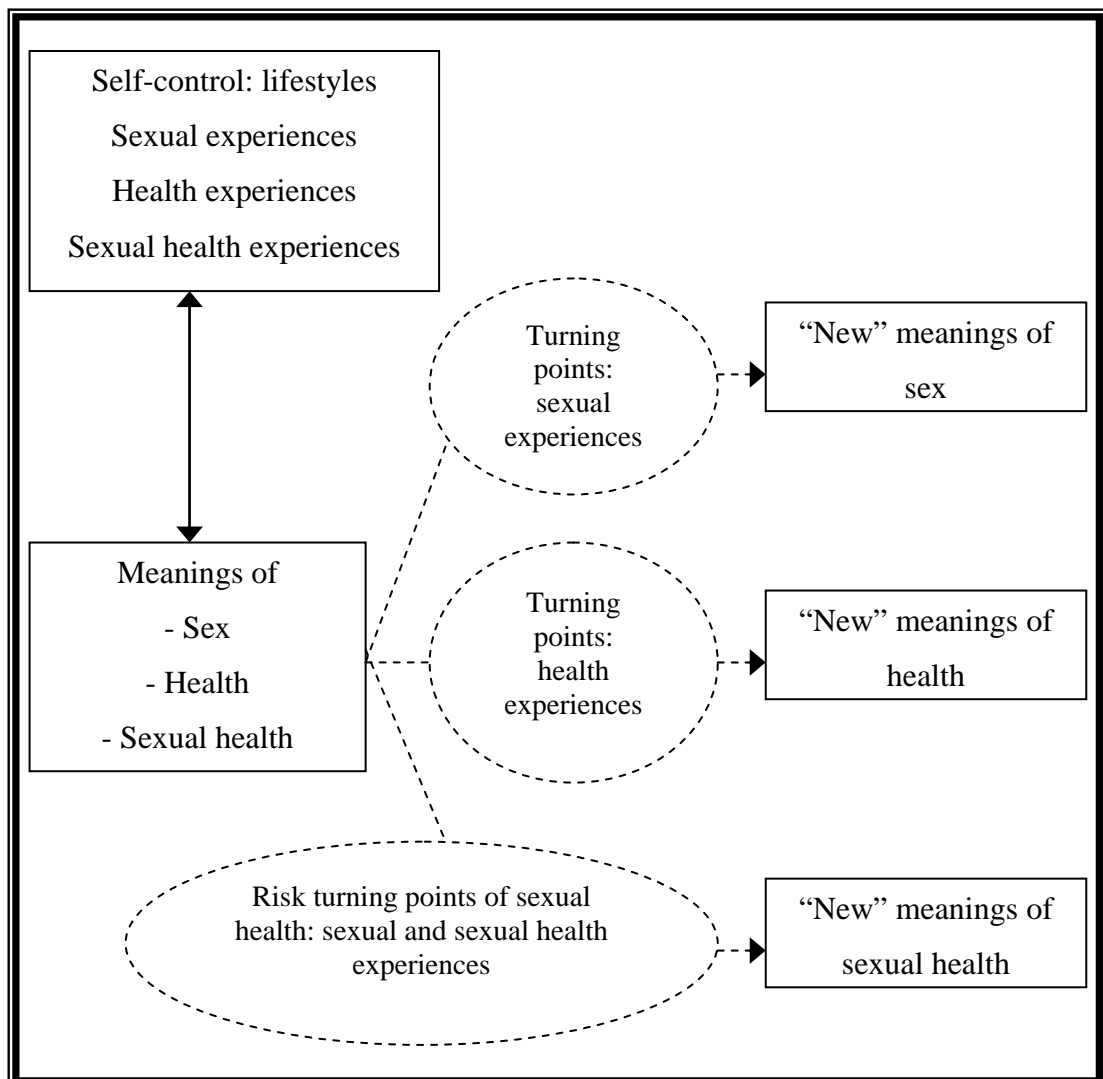 Self-control: lifestyles
Sexual experiences
Health experiences
Sexual health experiences
Turning
points:
sexual
experiences
“New” meanings of
sex
Meanings of
- Sex
- Health
- Sexual health
Turning
points:
health
experiences
“New” meanings of
health
Risk turning points of sexual
health: sexual and sexual health
experiences
“New” meanings of
sexual health